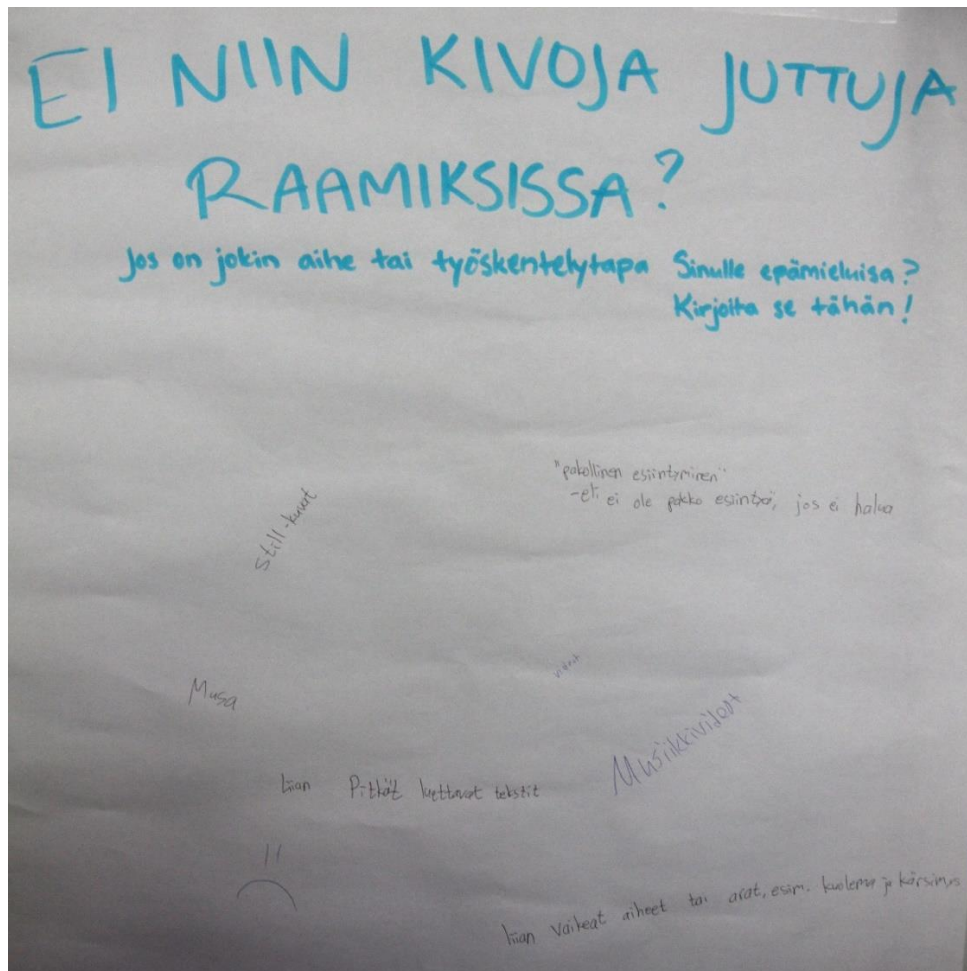 EI NIIN KIVOJA JUTTUJA
RAAMIKSISSA?
Jos on jokin aihe tai työskentelytapa Sinulle epämieluisa?
Kirjoita se tähän!
"pakollinen esiintyminen"
-et ei ole pakko esiintyä, jos ei halua
Still-kuvat
Musa
Musiikkividost
Liian Pitkät luettavat tekstit
liian vaikeat aiheet tai arat, esim. kuolema ja kärsimys